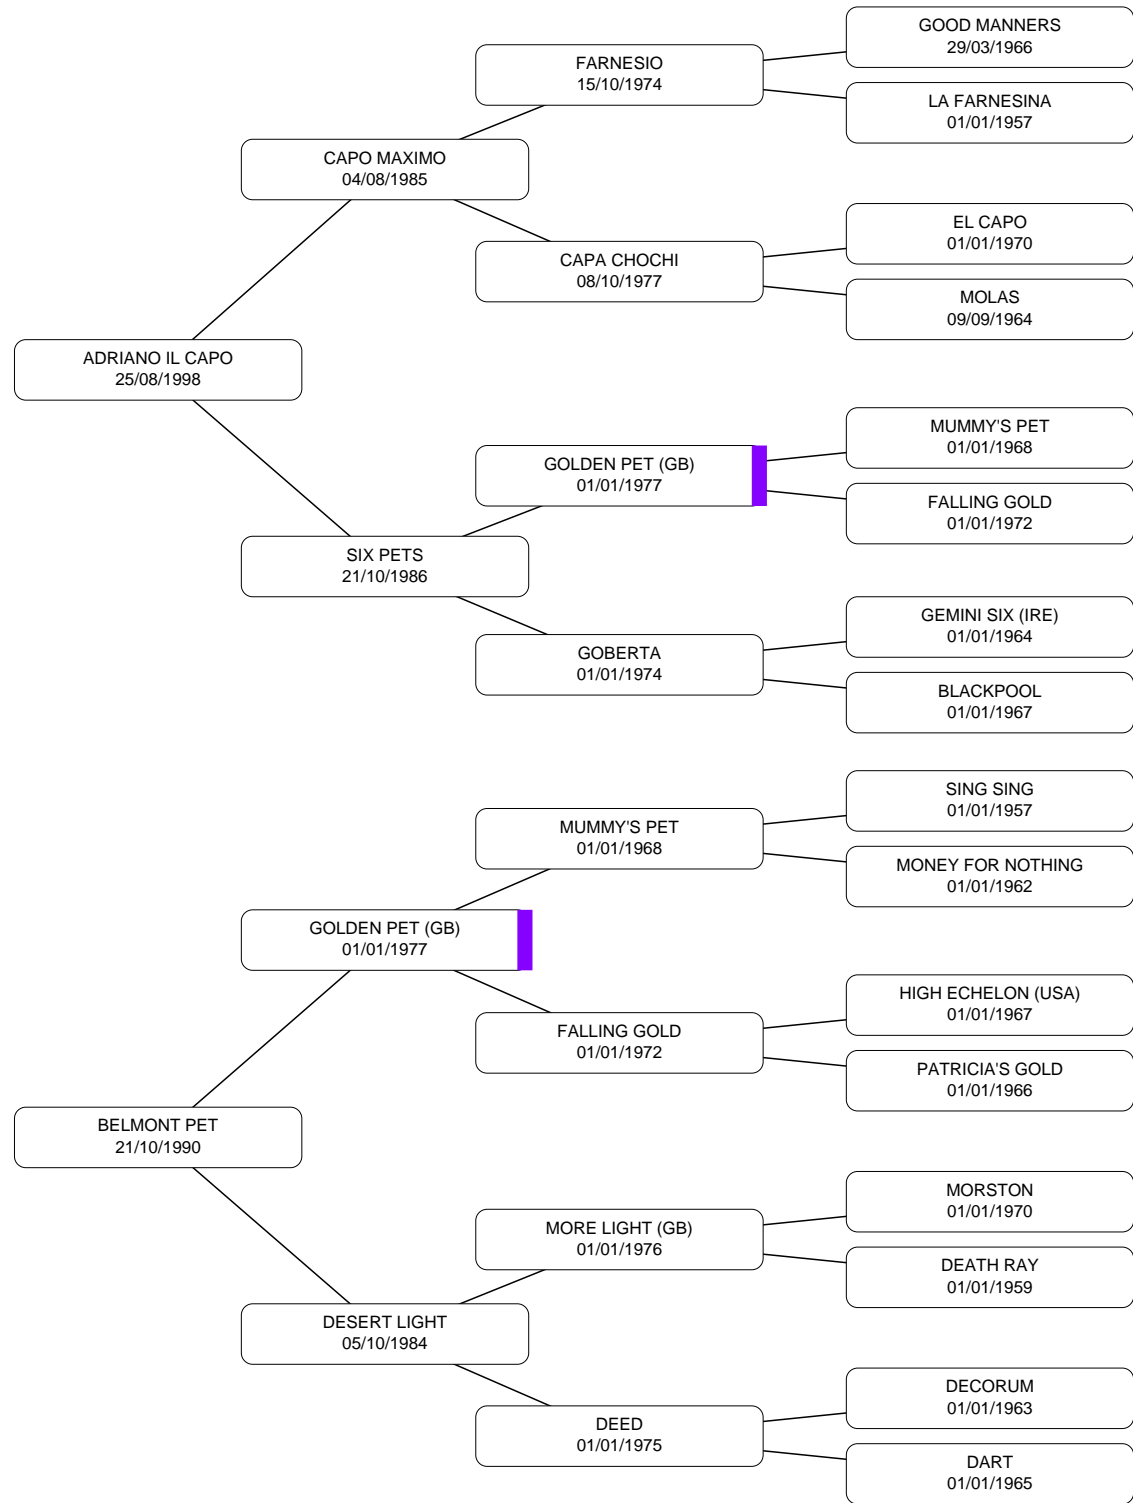 GOOD MANNERS
29/03/1966
FARNESIO
15/10/1974
LA FARNESINA
01/01/1957
CAPO MAXIMO
04/08/1985
EL CAPO
01/01/1970
CAPA CHOCHI
08/10/1977
MOLAS
09/09/1964
ADRIANO IL CAPO
25/08/1998
MUMMY'S PET
01/01/1968
GOLDEN PET (GB)
01/01/1977
FALLING GOLD
01/01/1972
SIX PETS
21/10/1986
GEMINI SIX (IRE)
01/01/1964
GOBERTA
01/01/1974
BLACKPOOL
01/01/1967
SING SING
01/01/1957
MUMMY'S PET
01/01/1968
MONEY FOR NOTHING
01/01/1962
GOLDEN PET (GB)
01/01/1977
HIGH ECHELON (USA)
01/01/1967
FALLING GOLD
01/01/1972
PATRICIA'S GOLD
01/01/1966
BELMONT PET
21/10/1990
MORSTON
01/01/1970
MORE LIGHT (GB)
01/01/1976
DEATH RAY
01/01/1959
DESERT LIGHT
05/10/1984
DECORUM
01/01/1963
DEED
01/01/1975
DART
01/01/1965